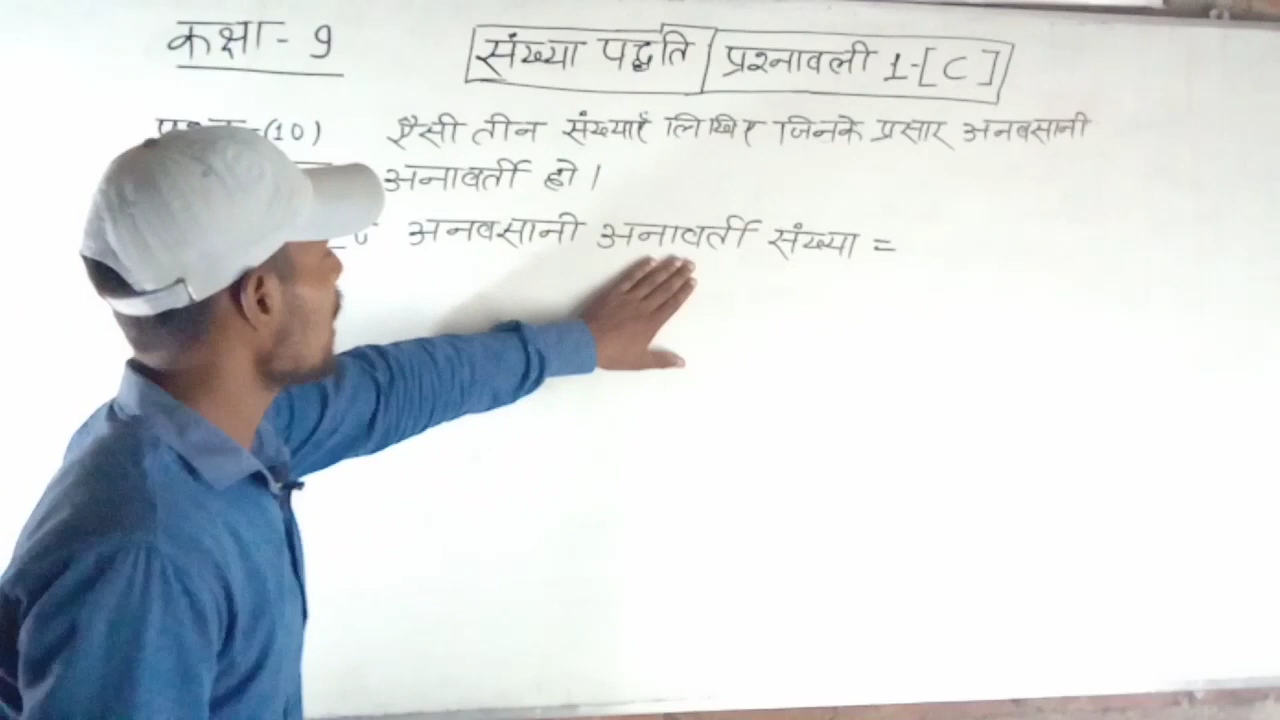 कक्षा - 9
संख्या पद्धति प्रश्नावली 1-[C]
(10) ऐसी तीन संख्याएँ लिखिए जिनके प्रसार अनवसानी
अनावर्ती हो।
अनवसानी अनावर्ती संख्या =